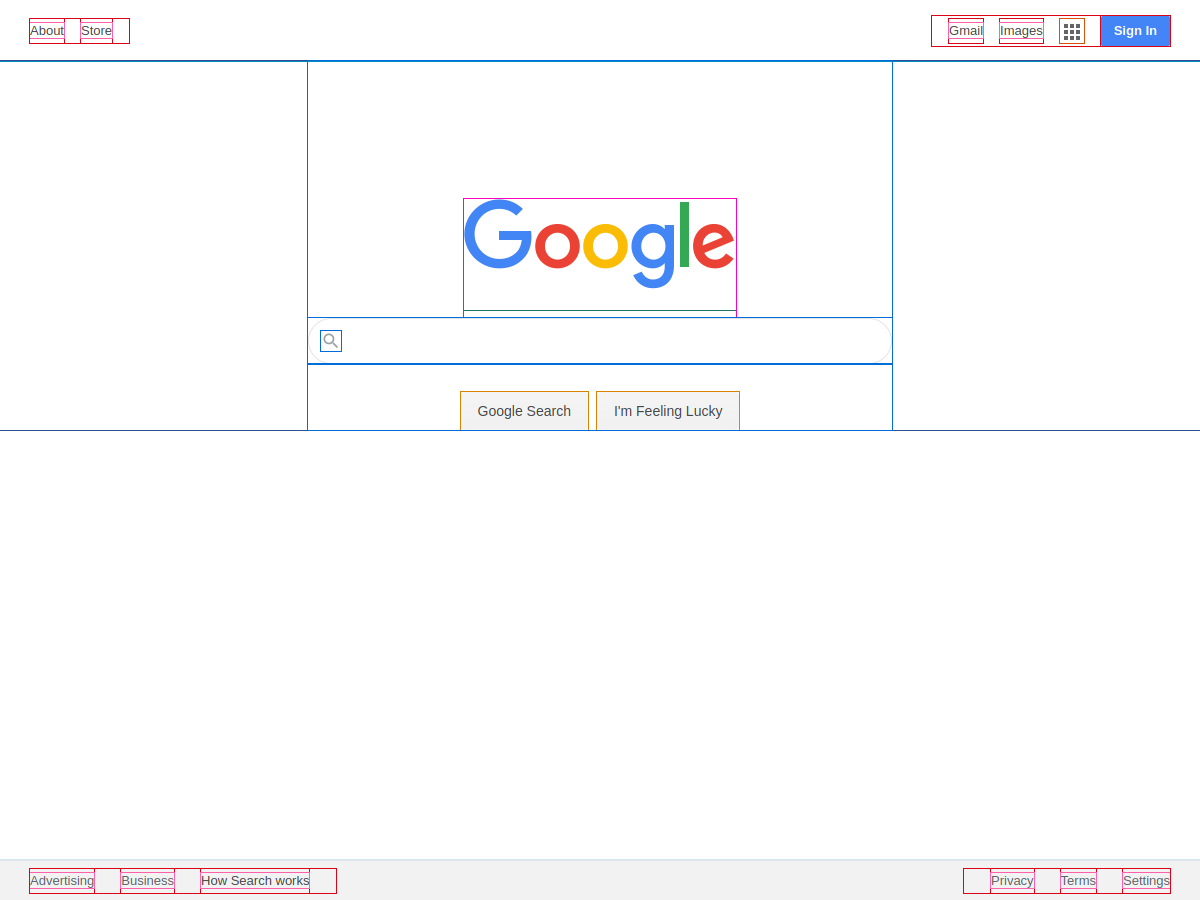 About Store Gmail Images Sign In
Google
Google Search I'm Feeling Lucky
Advertising Business How Search works Privacy Terms Settings